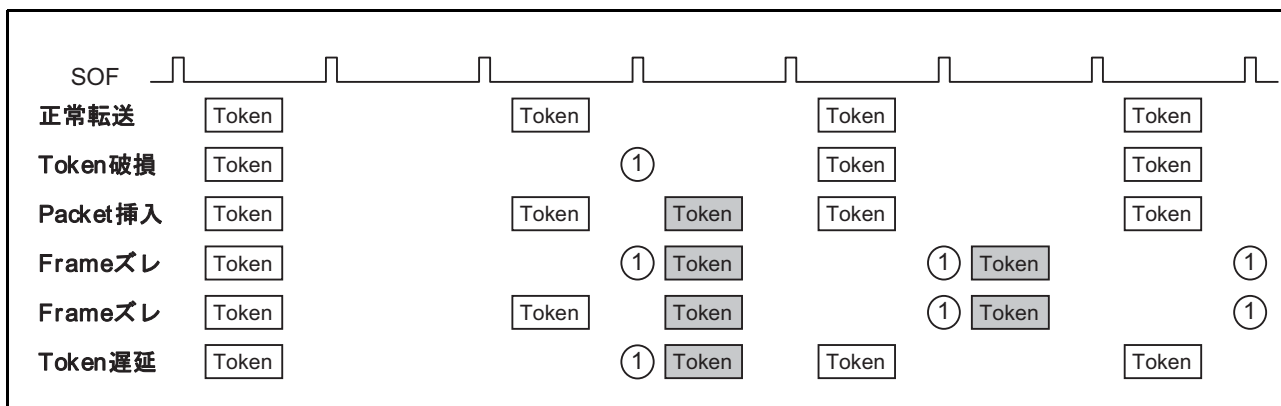 SOF
正常転送 Token Token Token Token
Token破損 Token 1 Token Token
Packet挿入 Token Token Token Token Token
Frameズレ Token 1 Token 1 Token 1
Frameズレ Token Token Token 1 Token 1
Token遅延 Token 1 Token Token Token